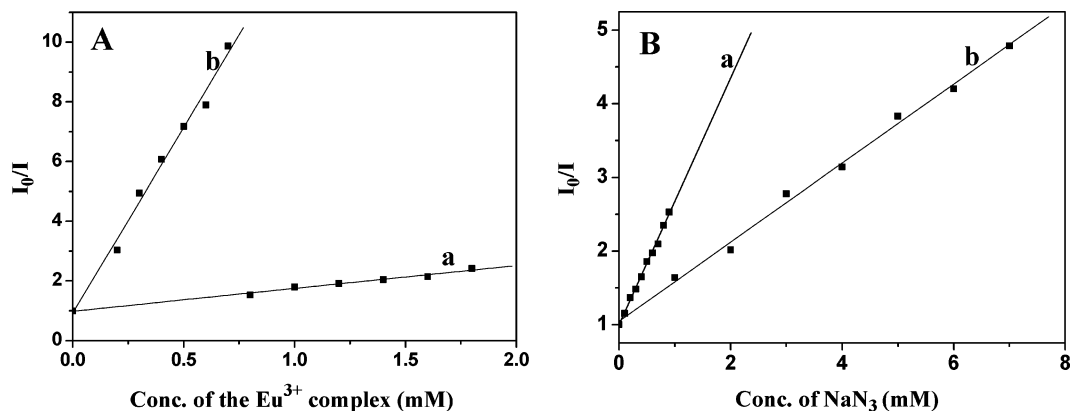 A
b
a
10
8
6
4
2
0
I₀/I
0.0 0.5 1.0 1.5 2.0
Conc. of the Eu³⁺ complex (mM)
B
a
b
5
4
3
2
1
I₀/I
0 2 4 6 8
Conc. of NaN₃ (mM)